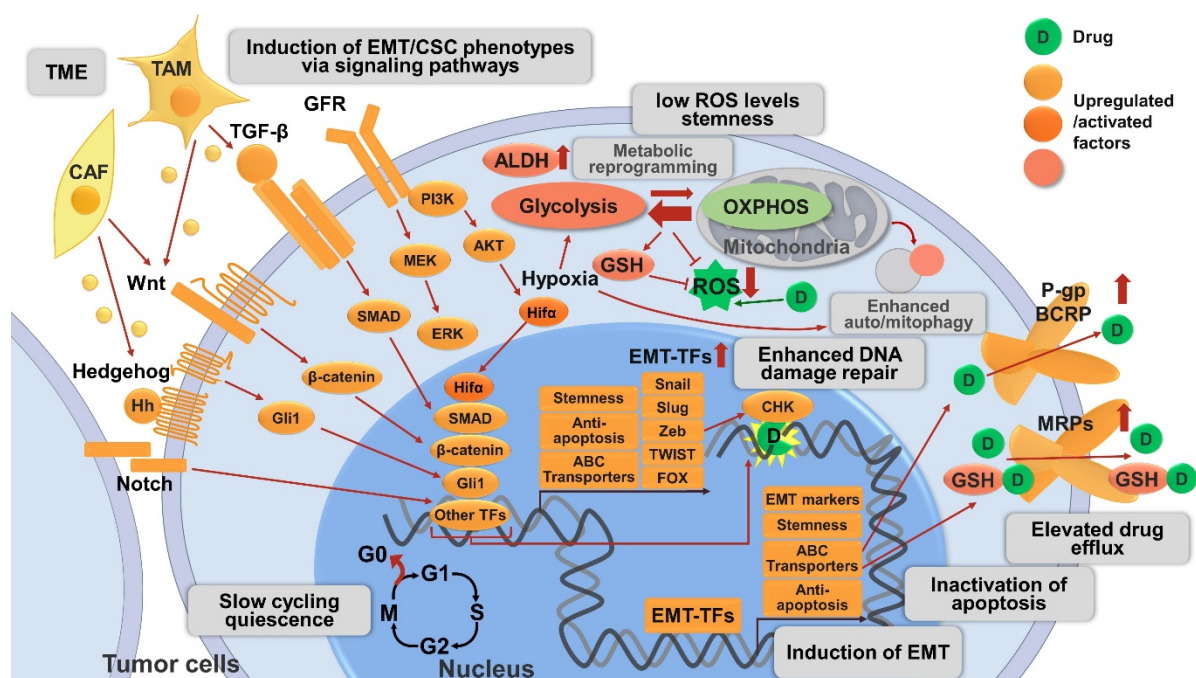 TME
TAM
Induction of EMT/CSC phenotypes
via signaling pathways
D
Drug
Upregulated
/activated
factors
GFR
TGF-β
CAF
low ROS levels
stemness
ALDH
Metabolic
reprogramming
PI3K
Glycolysis
OXPHOS
Mitochondria
AKT
MEK
GSH
Hypoxia
ROS
D
Wnt
SMAD
ERK
Hifα
Enhanced
auto/mitophagy
P-gp
BCRP
D
D
Hedgehog
Hh
Gli1
β-catenin
Hifα
SMAD
β-catenin
Gli1
Other TFs
EMT-TFs
Enhanced DNA
damage repair
Stemness
Anti-
apoptosis
ABC
Transporters
Snail
Slug
Zeb
TWIST
FOX
CHK
D
MRPs
D
D
GSH
D
GSH
D
Notch
EMT markers
Stemness
ABC
Transporters
Anti-
apoptosis
Elevated drug
efflux
Inactivation of
apoptosis
G0
G1
M
S
G2
Slow cycling
quiescence
EMT-TFs
Induction of EMT
Tumor cells
Nucleus